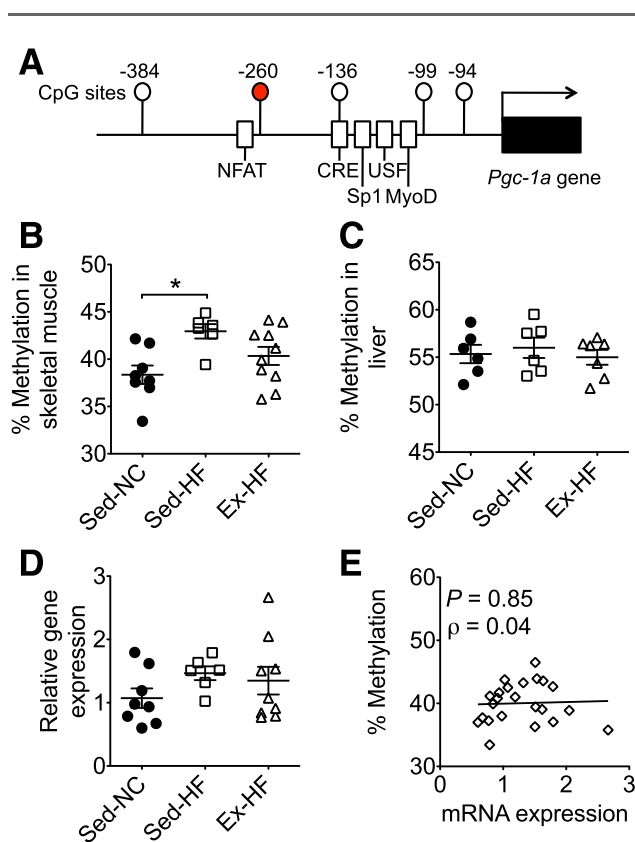 A
-384 -260 -136 -99 -94
CpG sites
NFAT CRE USF
Sp1 MyoD
Pgc-1a gene
B
% Methylation in
skeletal muscle
50
45
40
35
30
*
Sed-NC Sed-HF Ex-HF
C
% Methylation in
liver
65
60
55
50
45
Sed-NC Sed-HF Ex-HF
D
Relative gene
expression
3
2
1
0
Sed-NC Sed-HF Ex-HF
E
% Methylation
60
50
40
30
P = 0.85
ρ = 0.04
0 1 2 3
mRNA expression